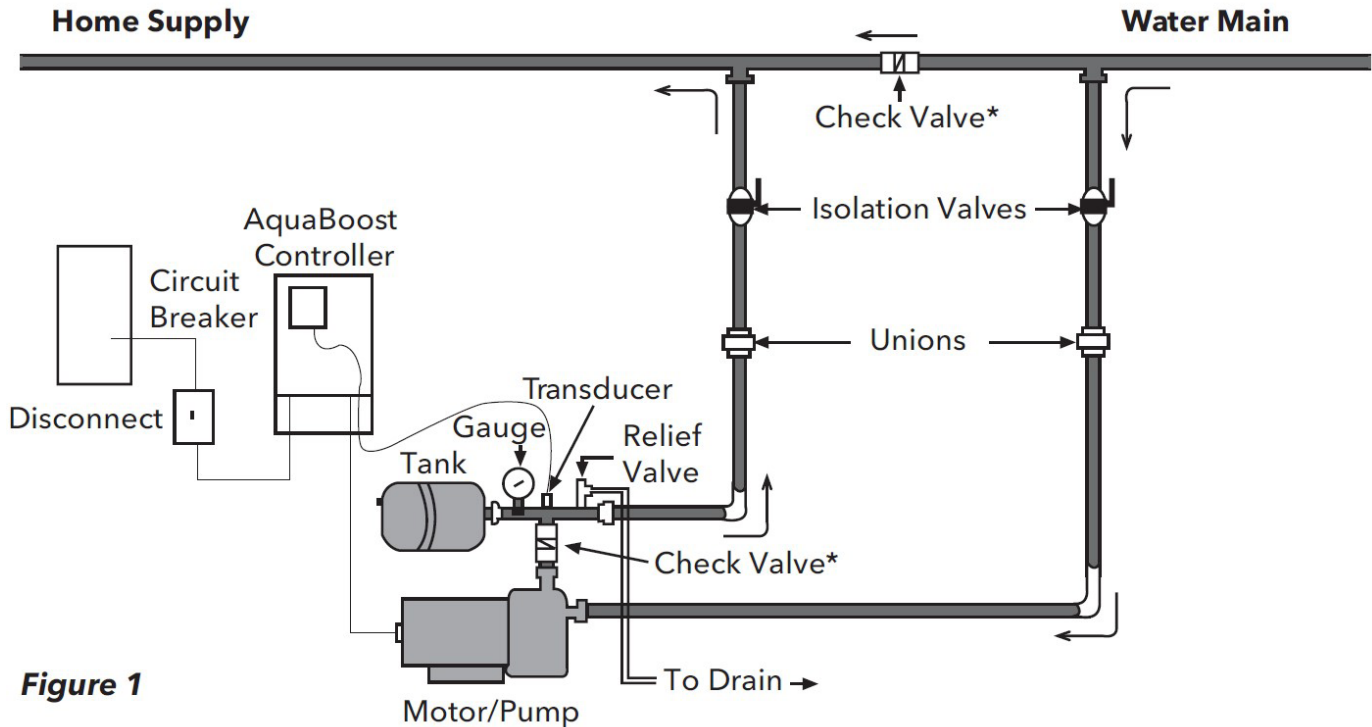 Home Supply
Water Main
Check Valve*
Isolation Valves
AquaBoost
Controller
Circuit
Breaker
Unions
Disconnect
Transducer
Gauge
Relief
Valve
Tank
Check Valve*
To Drain
Motor/Pump
Figure 1